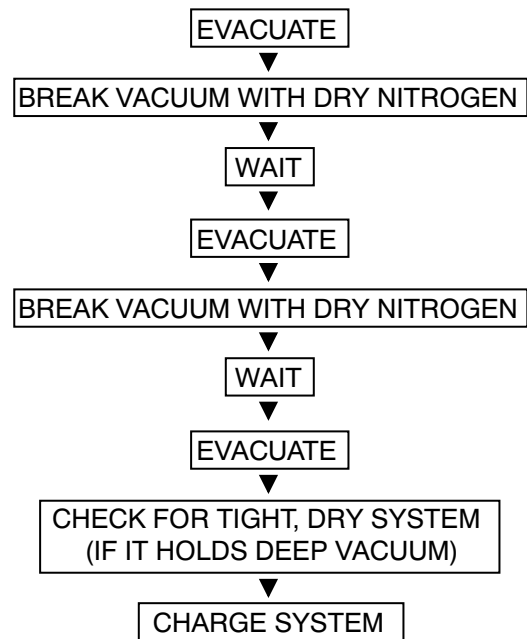 EVACUATE
BREAK VACUUM WITH DRY NITROGEN
WAIT
EVACUATE
BREAK VACUUM WITH DRY NITROGEN
WAIT
EVACUATE
CHECK FOR TIGHT, DRY SYSTEM
(IF IT HOLDS DEEP VACUUM)
CHARGE SYSTEM